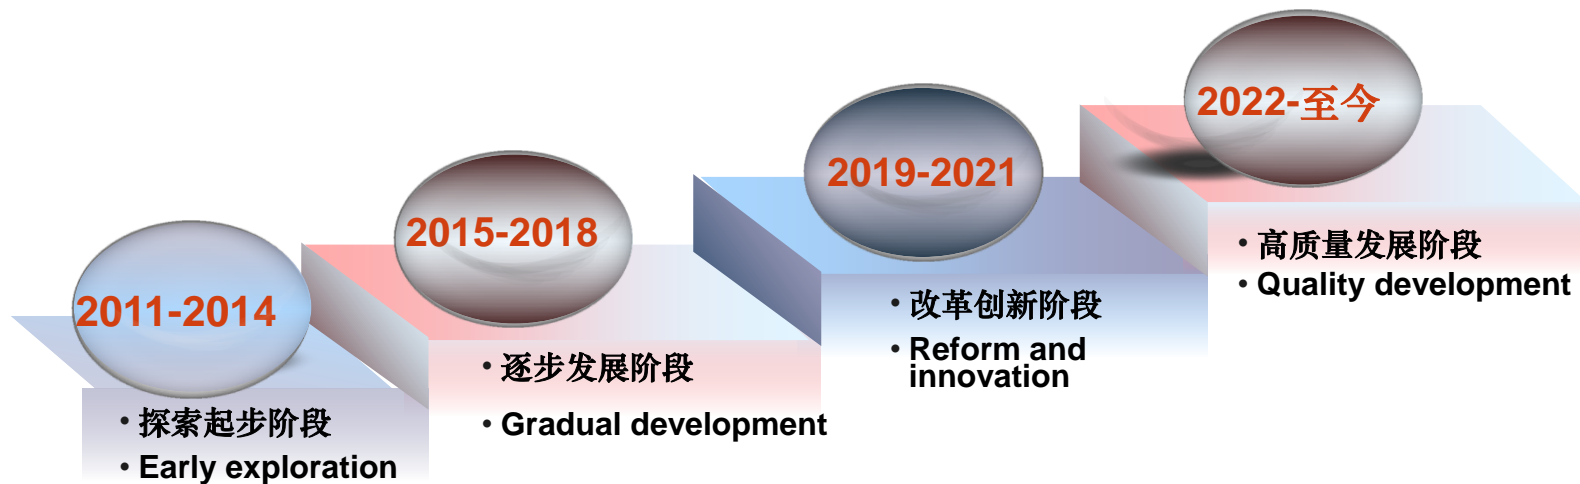 2011-2014
• 探索起步阶段
• Early exploration
2015-2018
• 逐步发展阶段
• Gradual development
2019-2021
• 改革创新阶段
• Reform and
innovation
2022-至今
• 高质量发展阶段
• Quality development